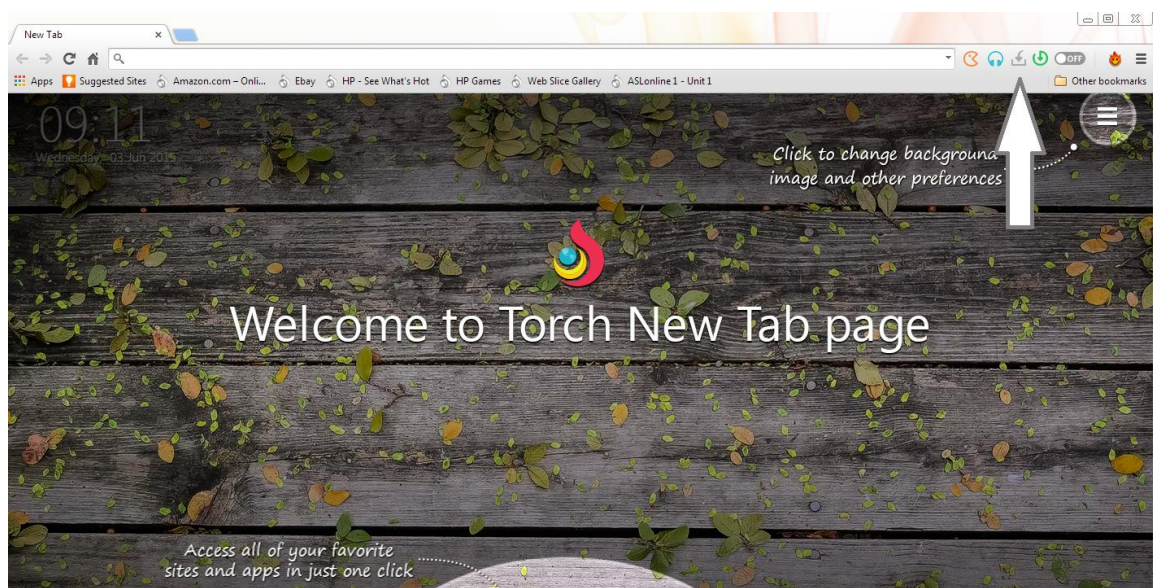 New Tab
OFF
Apps Suggested Sites Amazon.com – Onli... Ebay HP - See What's Hot HP Games Web Slice Gallery ASLonline 1 - Unit 1 Other bookmarks
09:11
Wednesday, 03 Jun 2015
Click to change background
image and other preferences
Welcome to Torch New Tab page
Access all of your favorite
sites and apps in just one click